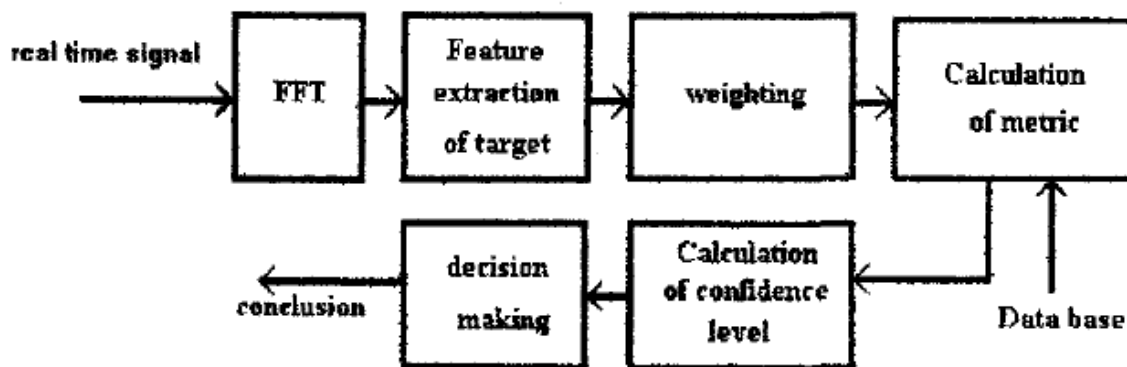 real time signal
FFT
Feature
extraction
of target
weighting
Calculation
of metric
decision
making
Calculation
of confidence
level
conclusion
Data base